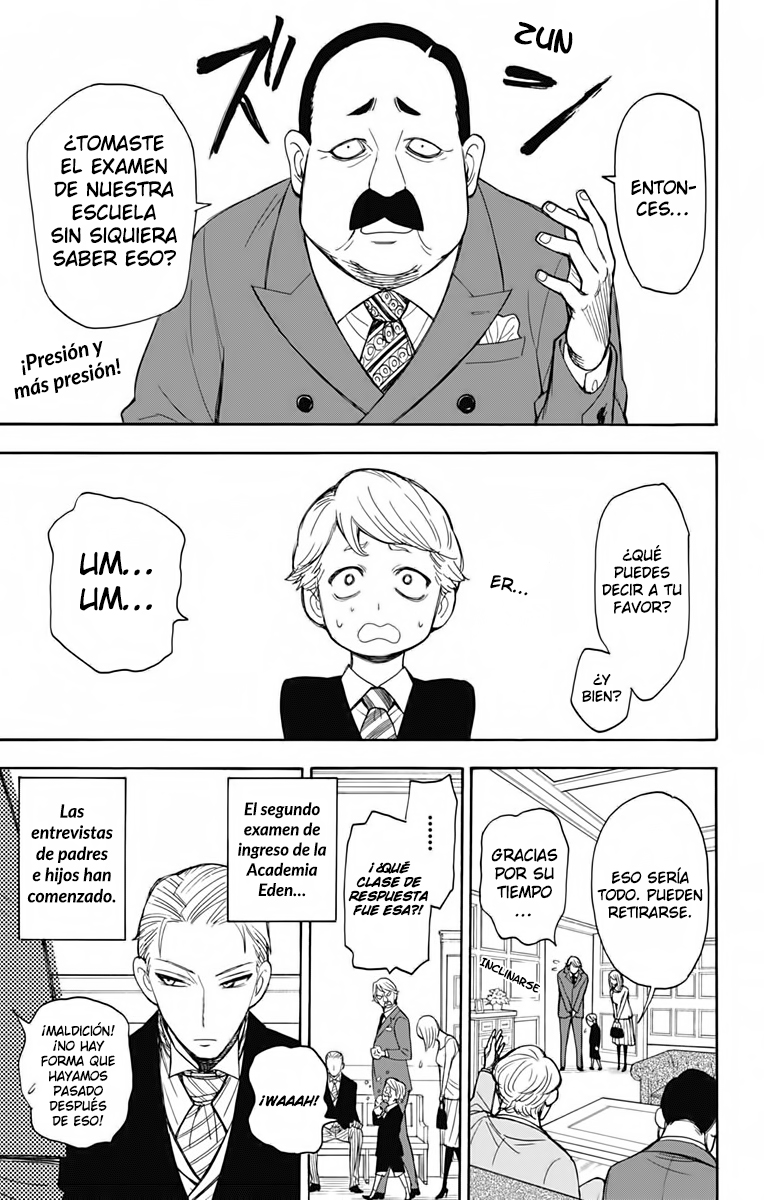 ZUN
ズン
ENTON-
CES...
¿TOMASTE
EL EXAMEN
DE NUESTRA
ESCUELA
SIN SIQUIERA
SABER ESO?
¡Presión y
más presión!
¿QUÉ
PUEDES
DECIR A TU
FAVOR?
¿Y
BIEN?
ER...
UM...
UM...
ESO SERÍA
TODO. PUEDEN
RETIRARSE.
GRACIAS
POR SU
TIEMPO
...
INCLINARSE
........
¡¿QUÉ
CLASE DE
RESPUESTA
FUE ESA?!
¡WAAAH!
¡MALDICIÓN!
¡NO HAY
FORMA QUE
HAYAMOS
PASADO
DESPUÉS
DE ESO!
El segundo
examen de
ingreso de la
Academia
Eden...
Las
entrevistas
de padres
e hijos han
comenzado.